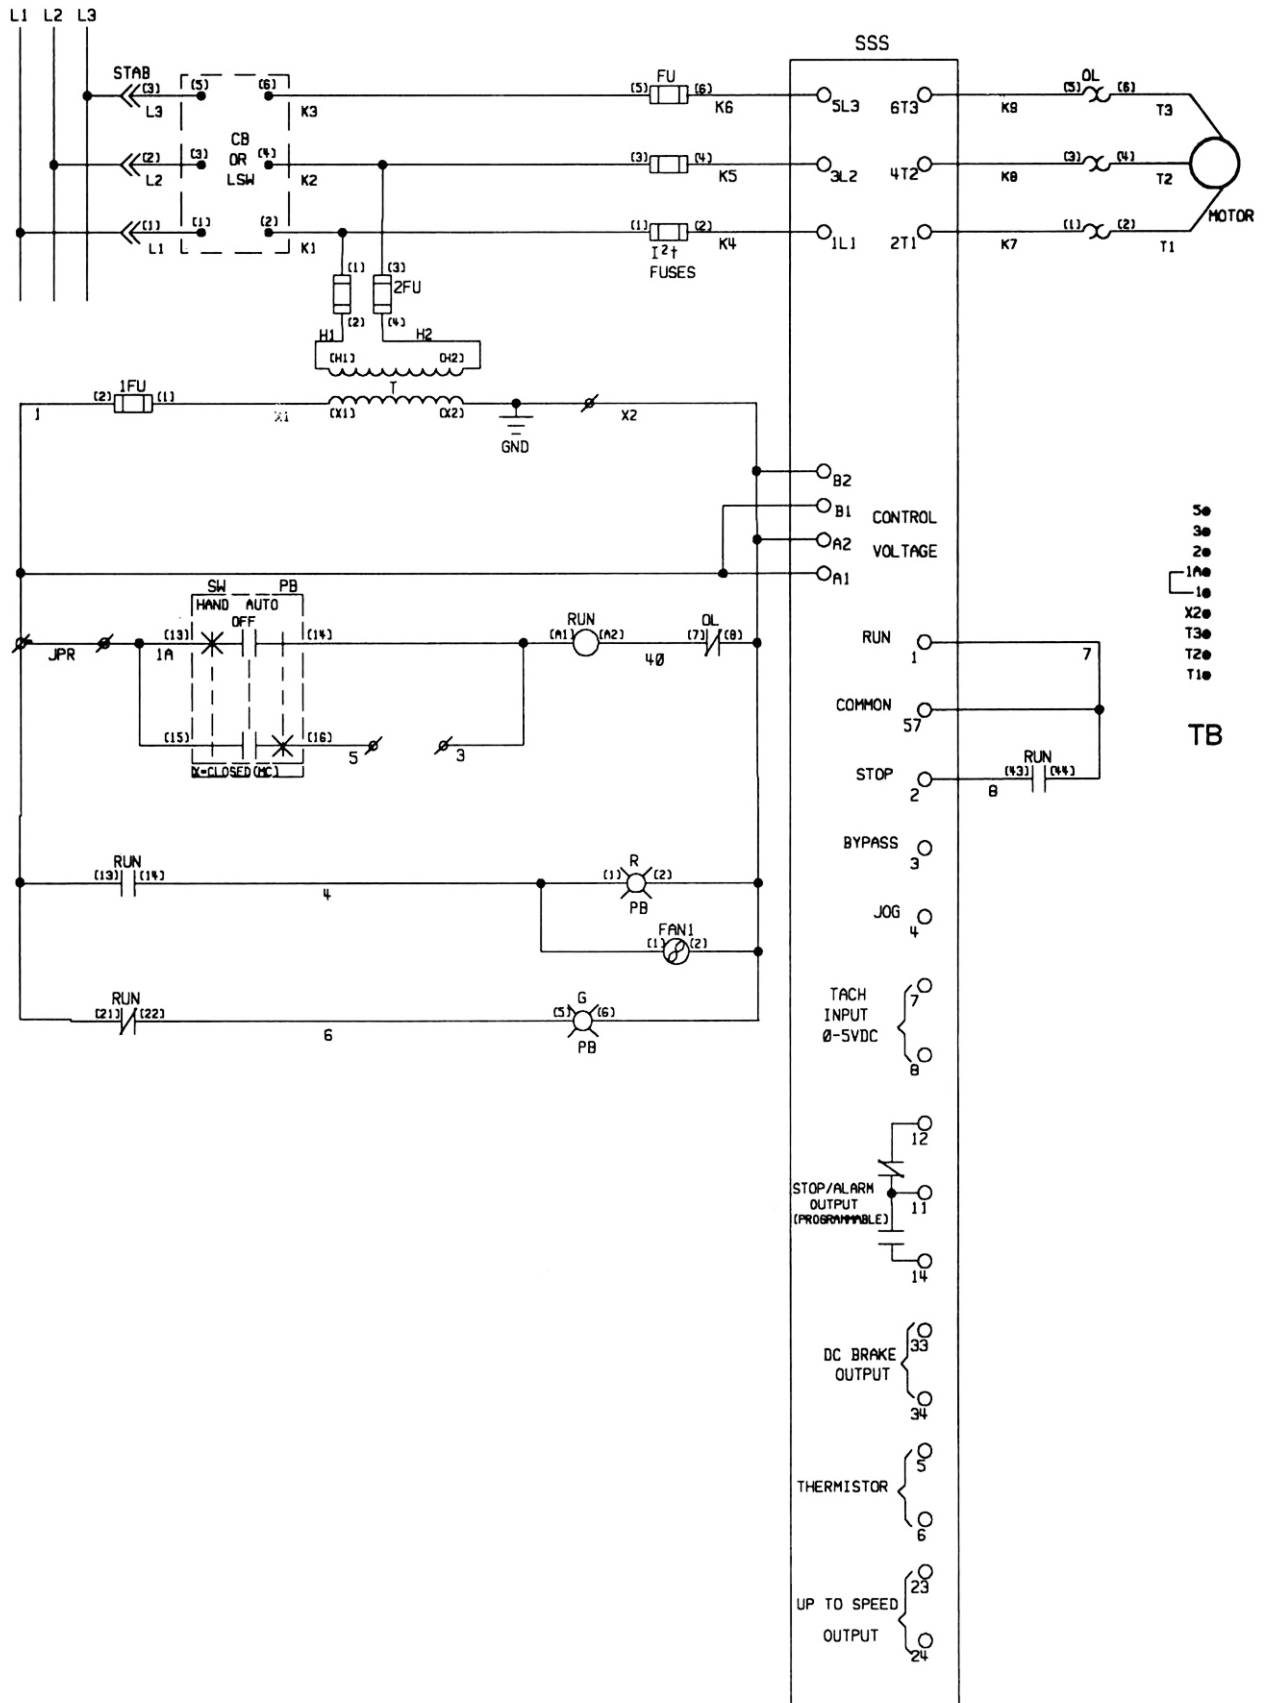 L1 L2 L3
SSS
STAB
(3) (5) (6) FU (5) (6) 5L3 6T3 OL (5) (6)
L3 K3 K6 K9 T3
CB
OR
LSW
(2) (3) (4) (3) (4) 3L2 4T2 (3) (4)
L2 K2 K5 K8 T2
MOTOR
(1) (1) (2) (1) (2) 1L1 2T1 (1) (2)
L1 K1 K4 K7 T1
I²t
FUSES
(1) (3)
2FU
(2) (4)
H1 H2
(H1) (H2)
T
1FU
(2) (1)
1 X1 (X1) (X2) X2
GND
B2
B1
CONTROL
A2
VOLTAGE
A1
5
3
2
1A
1
X2
T3
T2
T1
TB
SW PB
HAND AUTO
OFF
(13) (14)
JPR 1A
RUN
(A1) (A2)
40
OL
(7) (8)
(15) (16)
5 3
X=CLOSED(MC)
RUN
1 7
COMMON
57
STOP
2 8
RUN
(43) (44)
RUN
(13) (14)
4
R
(1) (2)
PB
BYPASS
3
FAN1
(1) (2)
JOG
4
RUN
(21) (22)
6
G
(5) (6)
PB
TACH
INPUT
Ø-5VDC
7
8
12
STOP/ALARM
OUTPUT
(PROGRAMMABLE)
11
14
DC BRAKE
OUTPUT
33
34
THERMISTOR
5
6
UP TO SPEED
OUTPUT
23
24